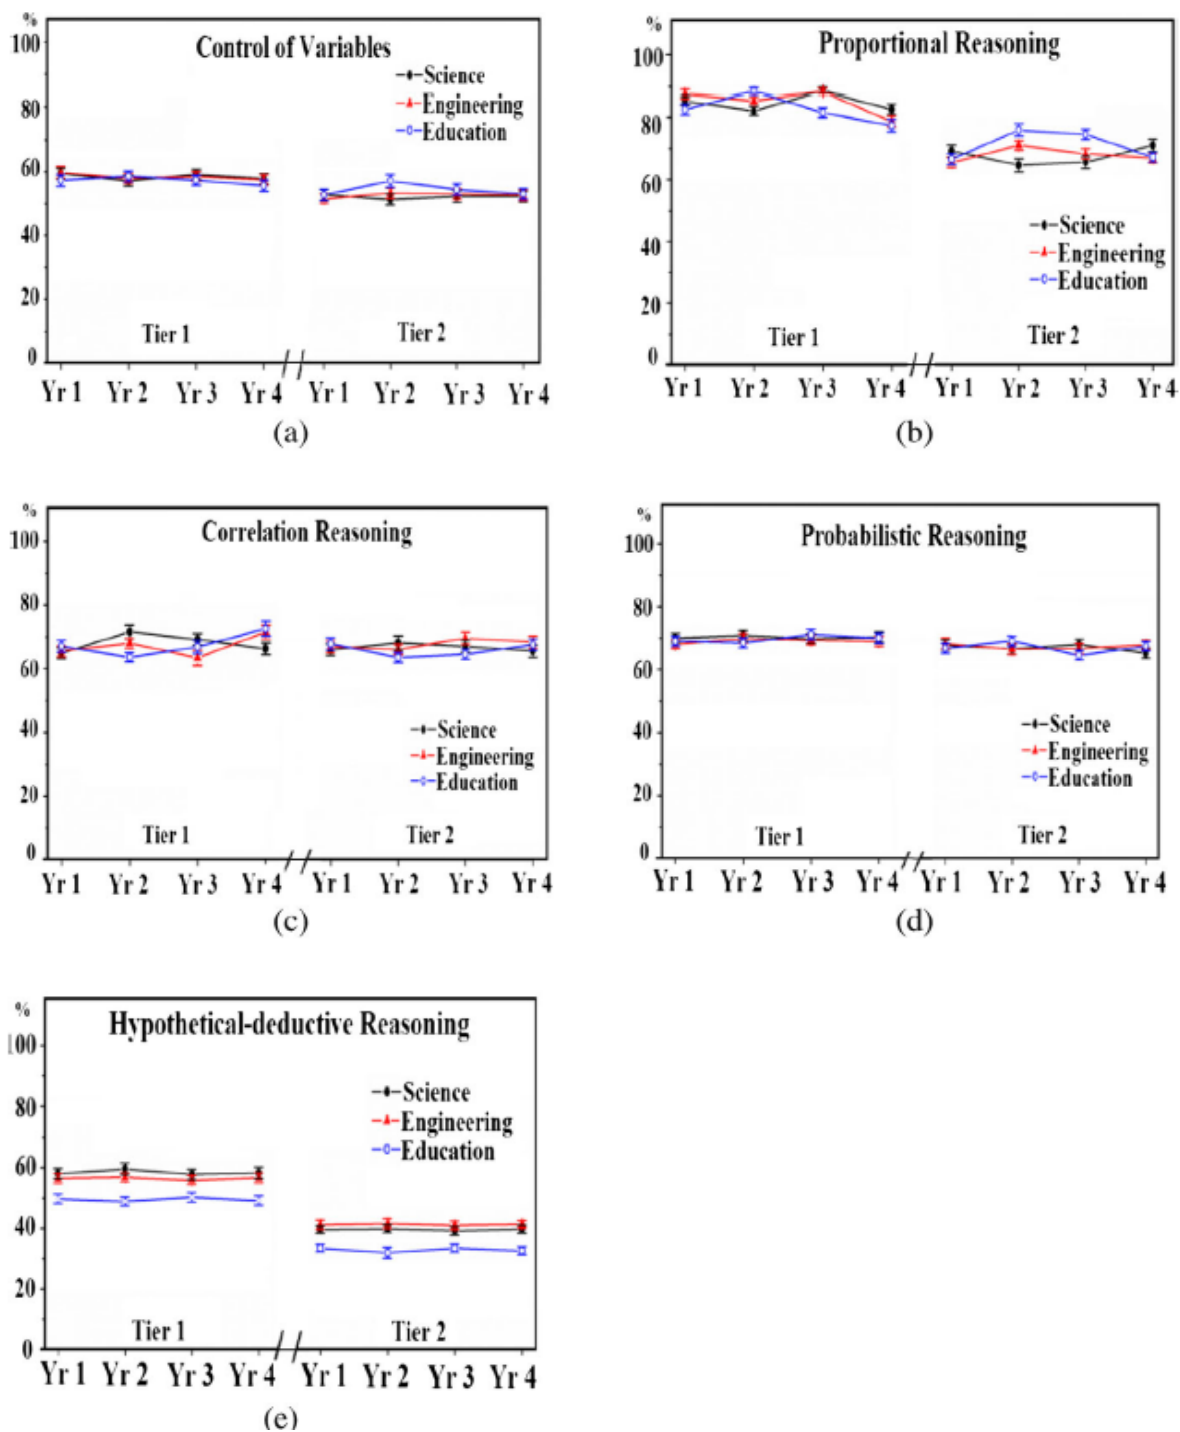 %
Control of Variables
Science
Engineering
Education
100
80
60
40
20
0
Tier 1
Tier 2
Yr 1 Yr 2 Yr 3 Yr 4 Yr 1 Yr 2 Yr 3 Yr 4
(a)
%
Proportional Reasoning
100
80
60
40
20
0
Science
Engineering
Education
Tier 1
Tier 2
Yr 1 Yr 2 Yr 3 Yr 4 Yr 1 Yr 2 Yr 3 Yr 4
(b)
%
Correlation Reasoning
100
80
60
40
20
0
Science
Engineering
Education
Tier 1
Tier 2
Yr 1 Yr 2 Yr 3 Yr 4 Yr 1 Yr 2 Yr 3 Yr 4
(c)
%
Probabilistic Reasoning
100
80
60
40
20
0
Science
Engineering
Education
Tier 1
Tier 2
Yr 1 Yr 2 Yr 3 Yr 4 Yr 1 Yr 2 Yr 3 Yr 4
(d)
%
Hypothetical-deductive Reasoning
100
80
60
40
20
0
Science
Engineering
Education
Tier 1
Tier 2
Yr 1 Yr 2 Yr 3 Yr 4 Yr 1 Yr 2 Yr 3 Yr 4
(e)